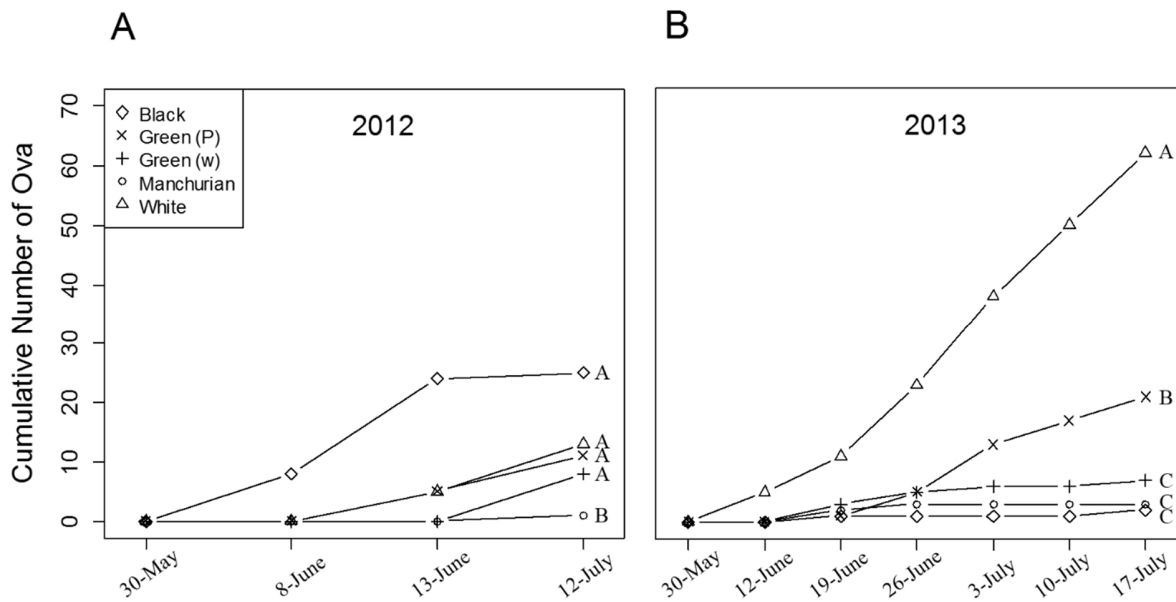 A
B
Cumulative Number of Ova
70
60
50
40
30
20
10
0
Black
Green (P)
Green (w)
Manchurian
White
2012
A
A
A
A
B
30-May
8-June
13-June
12-July
2013
A
B
C
C
C
30-May
12-June
19-June
26-June
3-July
10-July
17-July